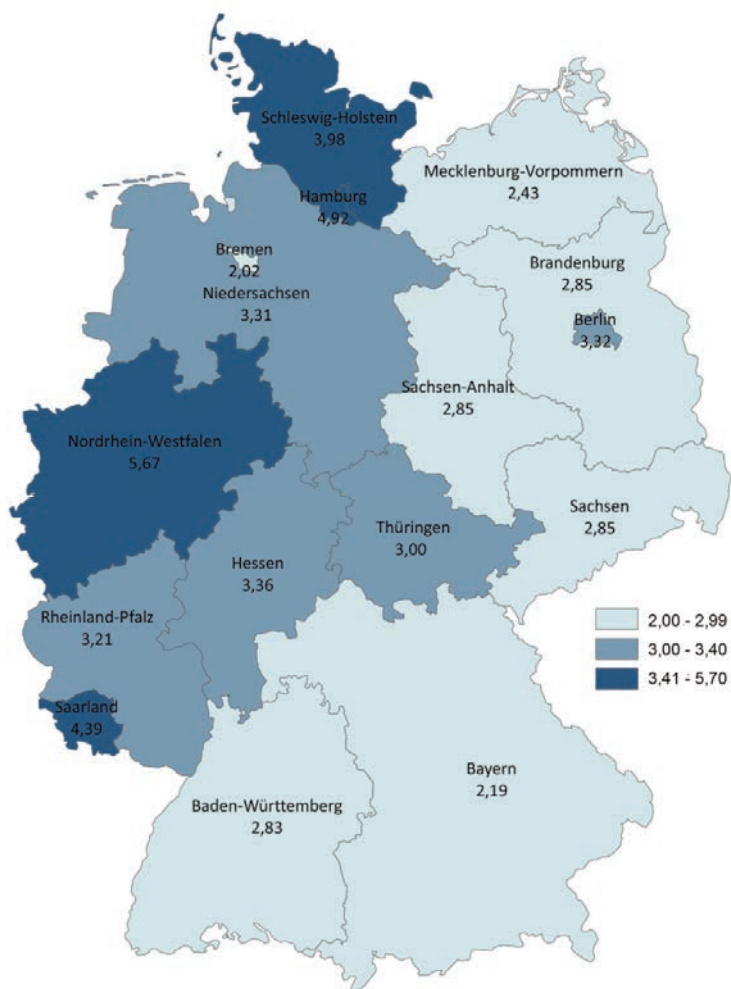 Schleswig-Holstein
3,98
Mecklenburg-Vorpommern
2,43
Hamburg
4,92
Bremen
2,02
Niedersachsen
3,31
Brandenburg
2,85
Berlin
3,32
Sachsen-Anhalt
2,85
Nordrhein-Westfalen
5,67
Sachsen
2,85
Thüringen
3,00
Hessen
3,36
Rheinland-Pfalz
3,21
2,00 - 2,99
3,00 - 3,40
3,41 - 5,70
Saarland
4,39
Bayern
2,19
Baden-Württemberg
2,83